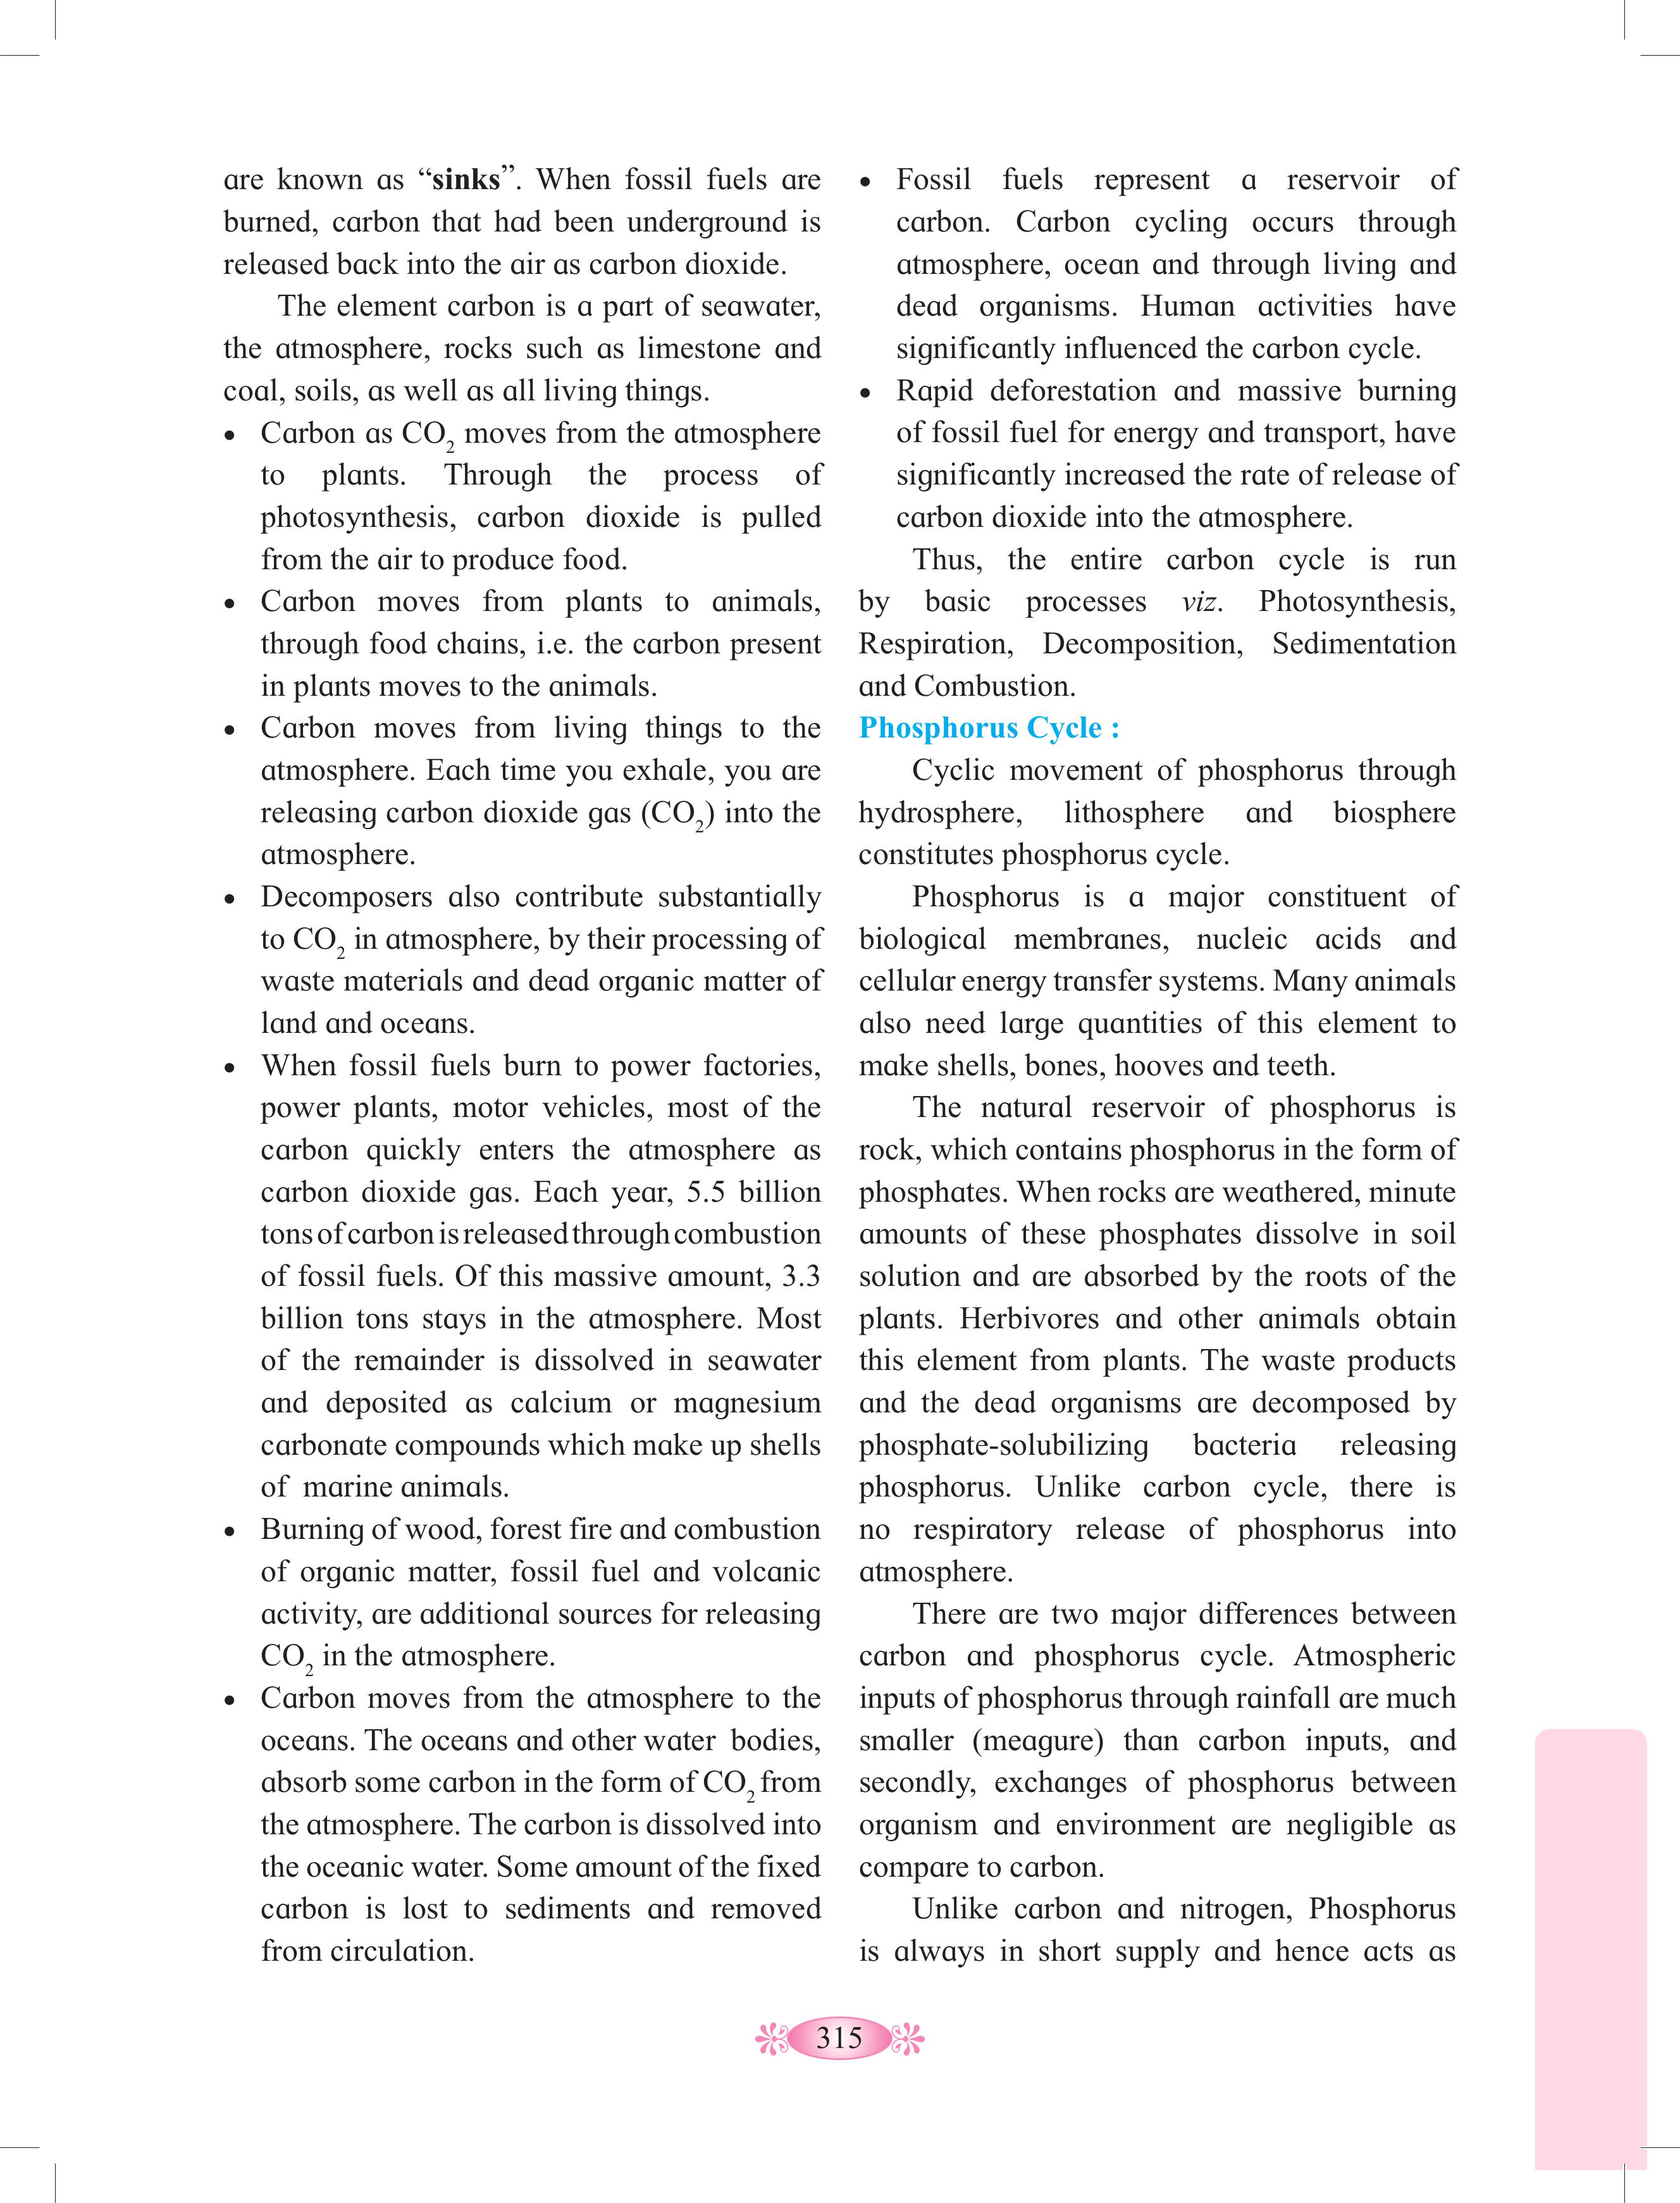 are known as “sinks”. When fossil fuels are
burned, carbon that had been underground is
released back into the air as carbon dioxide.
The element carbon is a part of seawater,
the atmosphere, rocks such as limestone and
coal, soils, as well as all living things.
• Carbon as CO₂ moves from the atmosphere
to plants. Through the process of
photosynthesis, carbon dioxide is pulled
from the air to produce food.
• Carbon moves from plants to animals,
through food chains, i.e. the carbon present
in plants moves to the animals.
• Carbon moves from living things to the
atmosphere. Each time you exhale, you are
releasing carbon dioxide gas (CO₂) into the
atmosphere.
• Decomposers also contribute substantially
to CO₂ in atmosphere, by their processing of
waste materials and dead organic matter of
land and oceans.
• When fossil fuels burn to power factories,
power plants, motor vehicles, most of the
carbon quickly enters the atmosphere as
carbon dioxide gas. Each year, 5.5 billion
tons of carbon is released through combustion
of fossil fuels. Of this massive amount, 3.3
billion tons stays in the atmosphere. Most
of the remainder is dissolved in seawater
and deposited as calcium or magnesium
carbonate compounds which make up shells
of marine animals.
• Burning of wood, forest fire and combustion
of organic matter, fossil fuel and volcanic
activity, are additional sources for releasing
CO₂ in the atmosphere.
• Carbon moves from the atmosphere to the
oceans. The oceans and other water bodies,
absorb some carbon in the form of CO₂ from
the atmosphere. The carbon is dissolved into
the oceanic water. Some amount of the fixed
carbon is lost to sediments and removed
from circulation.
• Fossil fuels represent a reservoir of
carbon. Carbon cycling occurs through
atmosphere, ocean and through living and
dead organisms. Human activities have
significantly influenced the carbon cycle.
• Rapid deforestation and massive burning
of fossil fuel for energy and transport, have
significantly increased the rate of release of
carbon dioxide into the atmosphere.
Thus, the entire carbon cycle is run
by basic processes viz. Photosynthesis,
Respiration, Decomposition, Sedimentation
and Combustion.
Phosphorus Cycle :
Cyclic movement of phosphorus through
hydrosphere, lithosphere and biosphere
constitutes phosphorus cycle.
Phosphorus is a major constituent of
biological membranes, nucleic acids and
cellular energy transfer systems. Many animals
also need large quantities of this element to
make shells, bones, hooves and teeth.
The natural reservoir of phosphorus is
rock, which contains phosphorus in the form of
phosphates. When rocks are weathered, minute
amounts of these phosphates dissolve in soil
solution and are absorbed by the roots of the
plants. Herbivores and other animals obtain
this element from plants. The waste products
and the dead organisms are decomposed by
phosphate-solubilizing bacteria releasing
phosphorus. Unlike carbon cycle, there is
no respiratory release of phosphorus into
atmosphere.
There are two major differences between
carbon and phosphorus cycle. Atmospheric
inputs of phosphorus through rainfall are much
smaller (meagure) than carbon inputs, and
secondly, exchanges of phosphorus between
organism and environment are negligible as
compare to carbon.
Unlike carbon and nitrogen, Phosphorus
is always in short supply and hence acts as
315